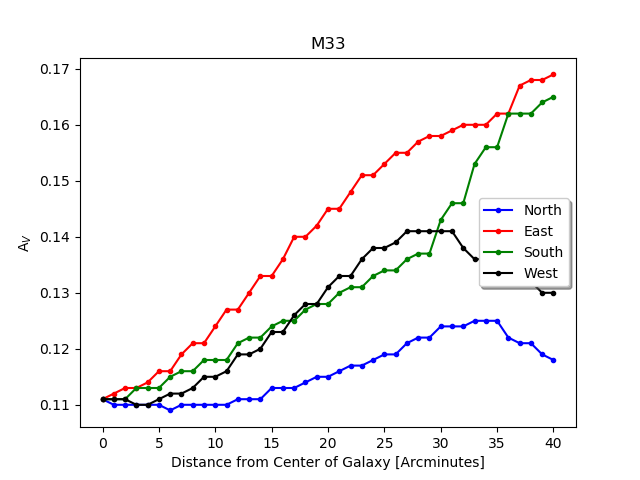 M33
0.17
0.16
0.15
0.14
0.13
0.12
0.11
A_V
North
East
South
West
0 5 10 15 20 25 30 35 40
Distance from Center of Galaxy [Arcminutes]